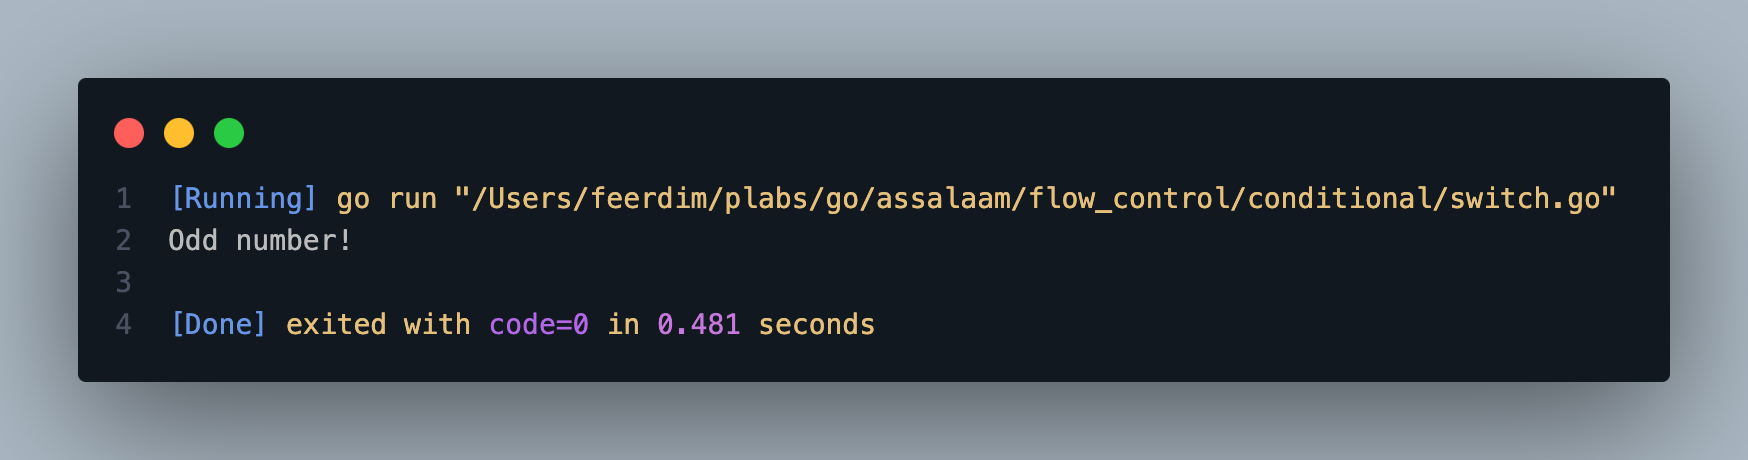 1 [Running] go run "/Users/feerdim/plabs/go/assalaam/flow_control/conditional/switch.go"
2 Odd number!
3
4 [Done] exited with code=0 in 0.481 seconds